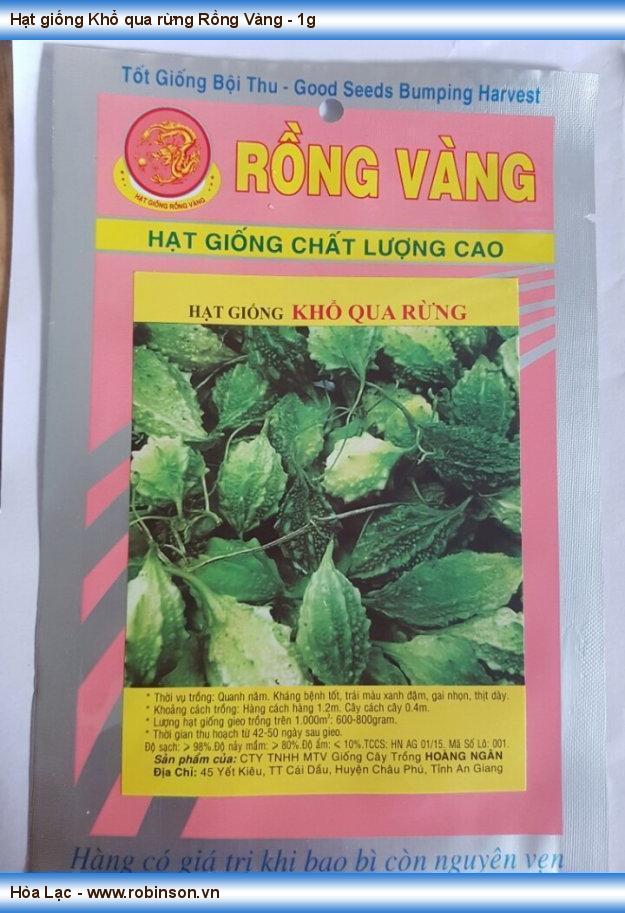 Hạt giống Khổ qua rừng Rồng Vàng - 1g
Tốt Giống Bội Thu - Good Seeds Bumping Harvest
HẠT GIỐNG RỒNG VÀNG
RỒNG VÀNG
HẠT GIỐNG CHẤT LƯỢNG CAO
HẠT GIỐNG KHỔ QUA RỪNG
* Thời vụ trồng: Quanh năm. Kháng bệnh tốt, trái màu xanh đậm, gai nhọn, thịt dày.
* Khoảng cách trồng: Hàng cách hàng 1.2m. Cây cách cây 0.4m.
* Lượng hạt giống gieo trồng trên 1.000m²: 600-800gram.
* Thời gian thu hoạch từ 42-50 ngày sau gieo.
Độ sạch: > 98%.Độ nảy mầm: > 80%.Độ ẩm: < 10%.TCCS: HN AG 01/15. Mã Số Lô: 001.
Sản phẩm của: CTY TNHH MTV Giống Cây Trồng HOÀNG NGÂN
Địa Chỉ: 45 Yết Kiêu, TT Cái Dầu, Huyện Châu Phú, Tỉnh An Giang
Hàng có giá trị khi bao bì còn nguyên vẹn
Hòa Lạc - www.robinson.vn